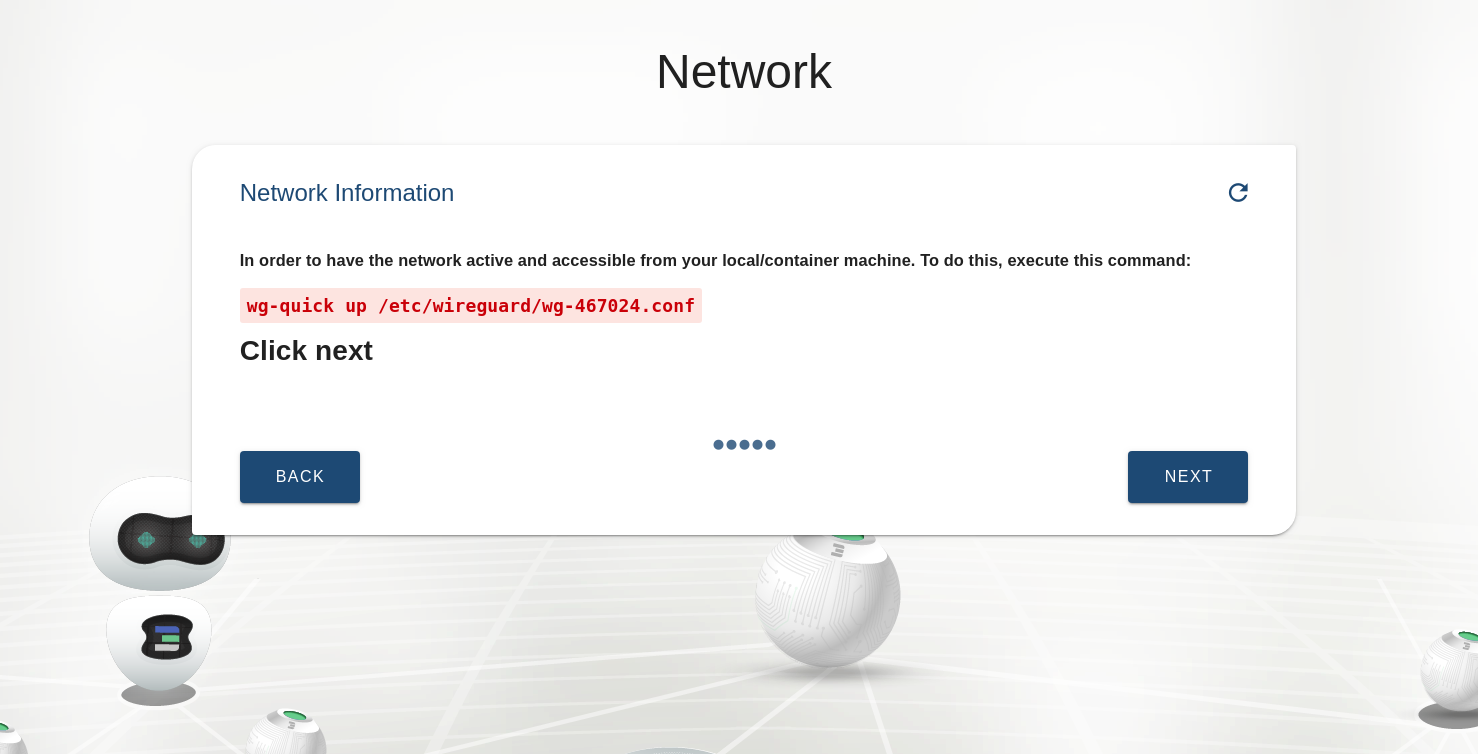 Network
Network Information
In order to have the network active and accessible from your local/container machine. To do this, execute this command:
wg-quick up /etc/wireguard/wg-467024.conf
Click next
BACK
NEXT